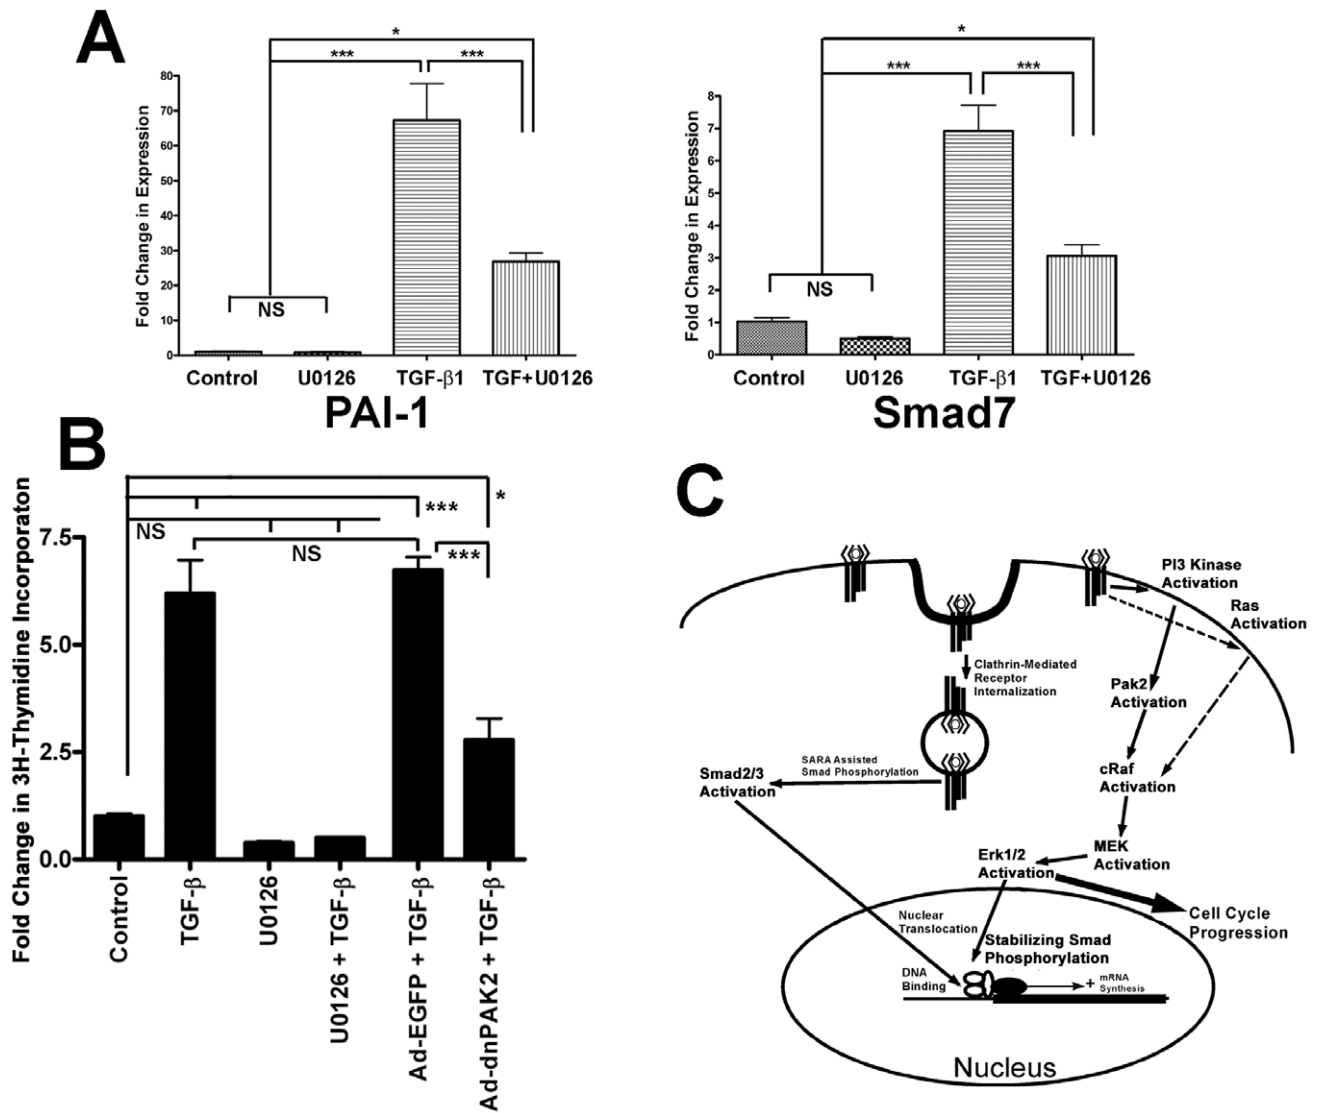 A
*
***
***
80
70
60
50
40
30
20
10
0
Fold Change in Expression
NS
Control
U0126
TGF-β1
TGF+U0126
PAI-1
*
***
***
8
7
6
5
4
3
2
1
0
Fold Change in Expression
NS
Control
U0126
TGF-β1
TGF+U0126
Smad7
B
*
***
NS
NS
***
7.5
5.0
2.5
0.0
Fold Change in 3H-Thymidine Incorporaton
Control
TGF-β
U0126
U0126 + TGF-β
Ad-EGFP + TGF-β
Ad-dnPAK2 + TGF-β
C
PI3 Kinase
Activation
Ras
Activation
Clathrin-Mediated
Receptor
Internalization
Pak2
Activation
SARA Assisted
Smad Phosphorylation
Smad2/3
Activation
cRaf
Activation
MEK
Activation
Erk1/2
Activation
Cell Cycle
Progression
Nuclear
Translocation
Stabilizing Smad
Phosphorylation
DNA
Binding
+ mRNA
Synthesis
Nucleus